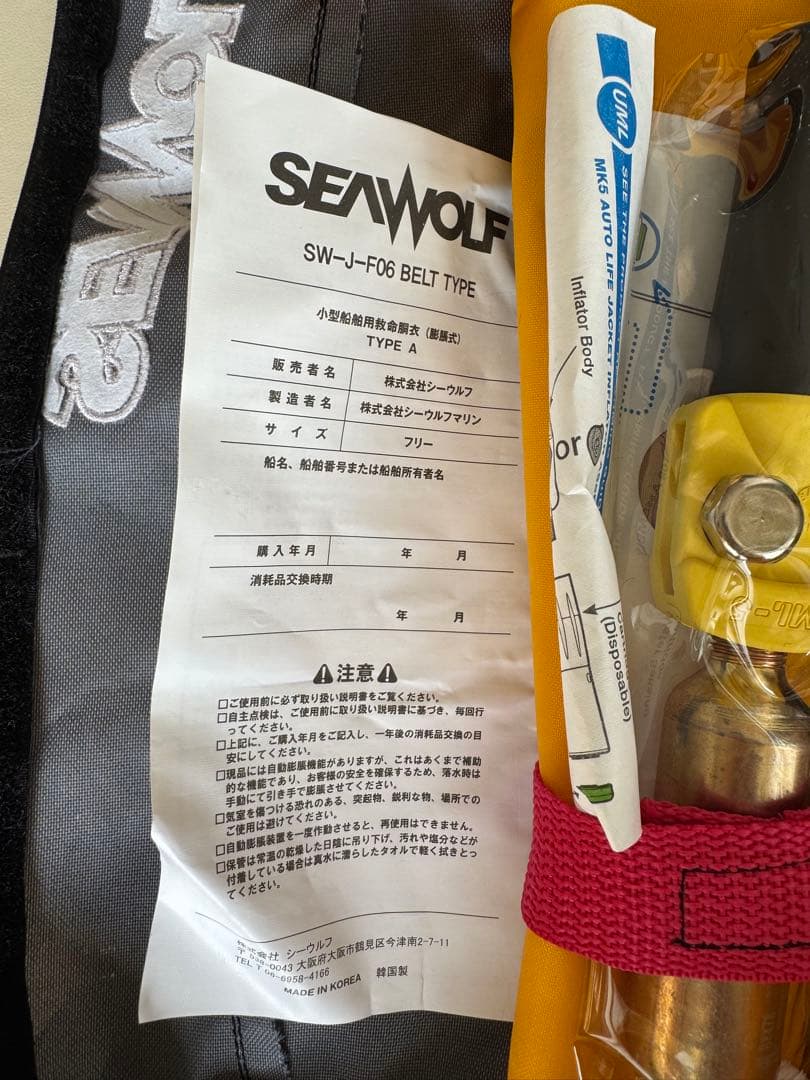 SEAWOLF
SEAWOLF
SW-J-F06 BELT TYPE
小型船舶用救命胴衣（膨脹式）
TYPE A
販売者名 株式会社シーウルフ
製造者名 株式会社シーウルフマリン
サイズ フリー
船名、船舶番号または船舶所有者名
購入年月 年 月
消耗品交換時期
年 月
⚠注意⚠
□ご使用前に必ず取り扱い説明書をご覧ください。
□自主点検は、ご使用前に取り扱い説明書に基づき、毎回行
ってください。
□上記に、ご購入年月をご記入し、一年後の消耗品交換の目
安にしてください。
□現品には自動膨脹機能がありますが、これはあくまで補助
的な機能であり、お客様の安全を確保するため、落水時は
手動にて引き手で膨脹させてください。
□気室を傷つける恐れのある、突起物、鋭利な物、場所での
ご使用は避けてください。
□自動膨脹装置を一度作動させると、再使用はできません。
□保管は常温の乾燥した日陰に吊り下げ、汚れや塩分などが
付着している場合は真水に濡らしたタオルで軽く拭きとっ
てください。
株式会社 シーウルフ
〒538-0043 大阪府大阪市鶴見区今津南2-7-11
TEL 06-6958-4166 韓国製
MADE IN KOREA
UML
SEE THE
MK5 AUTO LIFE JACKET
Inflator Body
or
(Disposable)